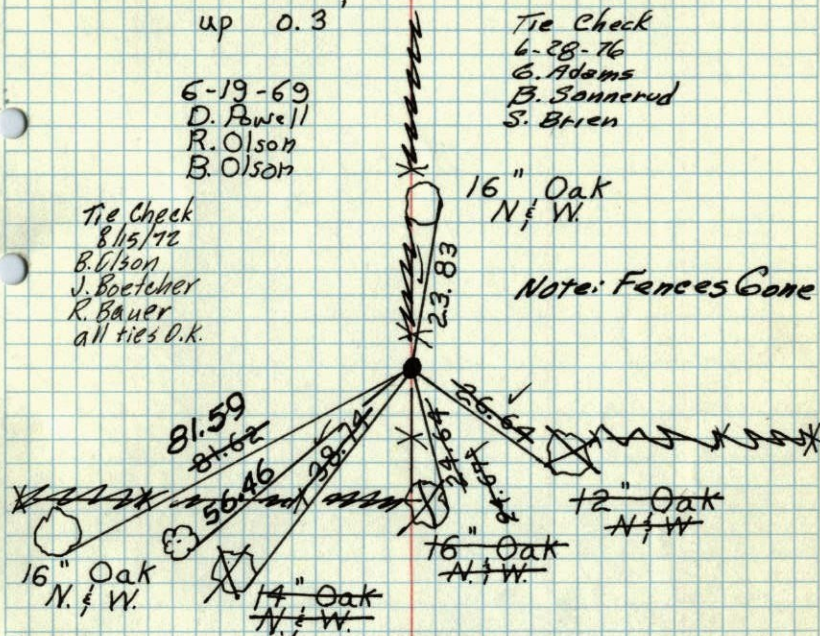 up 0.3'
6-19-69
D. Powell
R. Olson
B. Olson
Tie Check
8/15/72
B. Olson
J. Boetcher
R. Bauer
all ties O.K.
Tie Check
6-28-76
G. Adams
B. Sonnerud
S. Brien
16" Oak
N & W.
23.83
Note: Fences Gone
81.59
81.62
56.46
38.74
24.64
26.64
12" Oak
N & W
16" Oak
N. & W.
14" Oak
N & W.
16" Oak
N. & W.